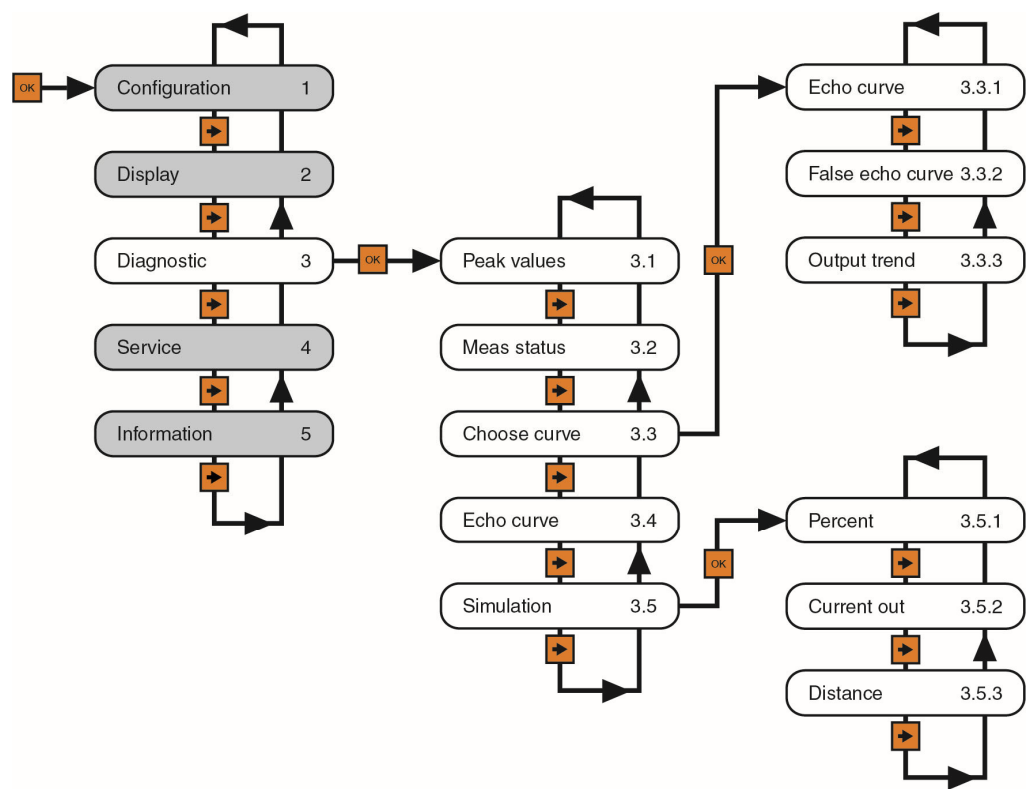 OK
Configuration 1
Display 2
Diagnostic 3
Service 4
Information 5
OK
Peak values 3.1
Meas status 3.2
Choose curve 3.3
Echo curve 3.4
Simulation 3.5
OK
Echo curve 3.3.1
False echo curve 3.3.2
Output trend 3.3.3
OK
Percent 3.5.1
Current out 3.5.2
Distance 3.5.3